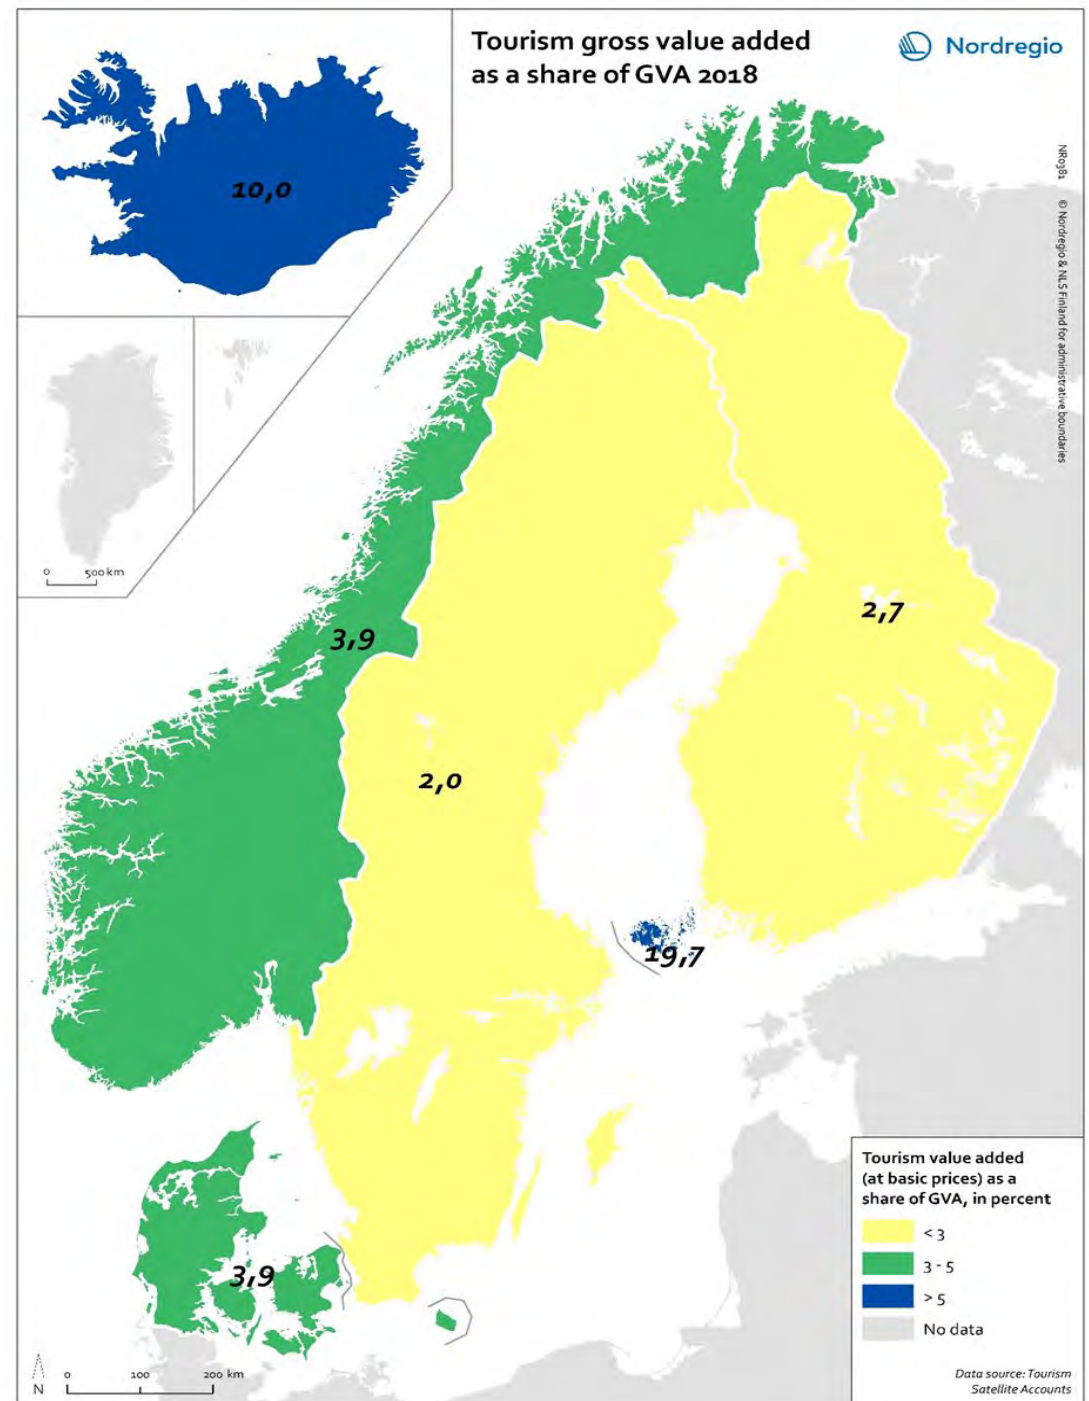 Tourism gross value added
as a share of GVA 2018
Nordregio
NR0381 © Nordregio & NLS Finland for administrative boundaries
10,0
0 500 km
3,9
2,7
2,0
19,7
3,9
Tourism value added
(at basic prices) as a
share of GVA, in percent
< 3
3 - 5
> 5
No data
Data source: Tourism
Satellite Accounts
N
0 100 200 km